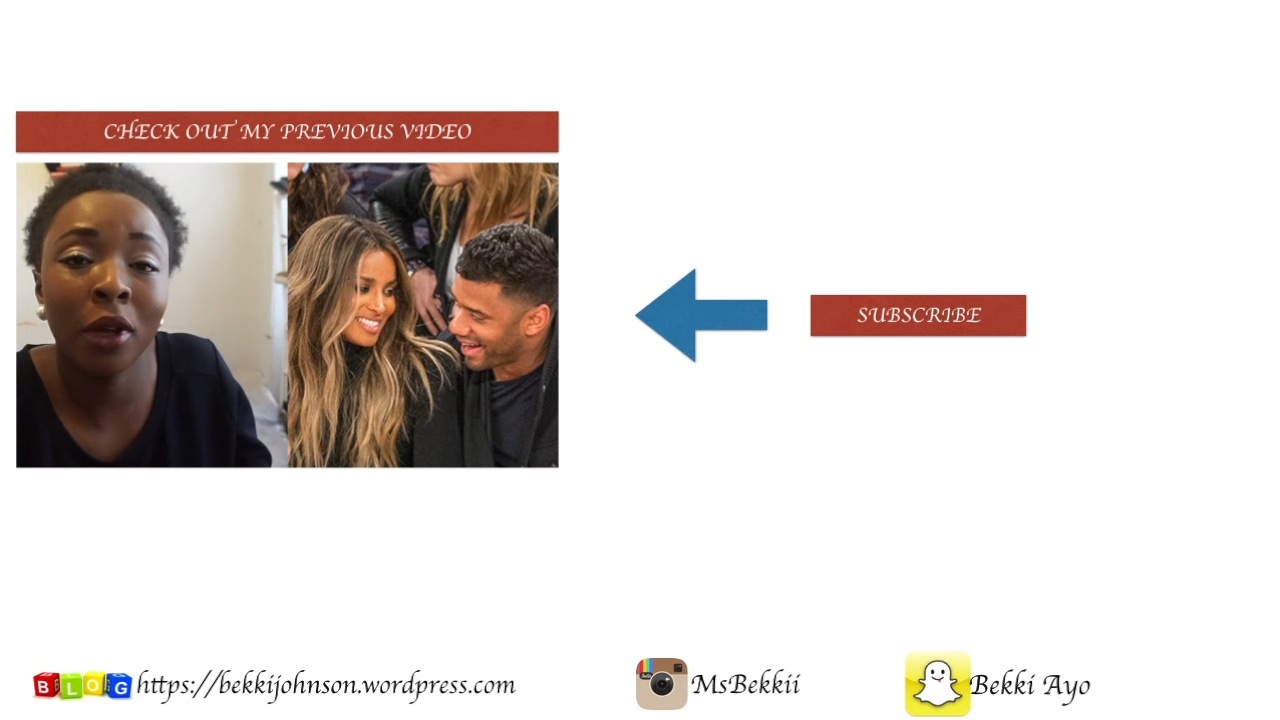 CHECK OUT MY PREVIOUS VIDEO
SUBSCRIBE
BLOG https://bekkijohnson.wordpress.com
MsBekkii
Bekki Ayo